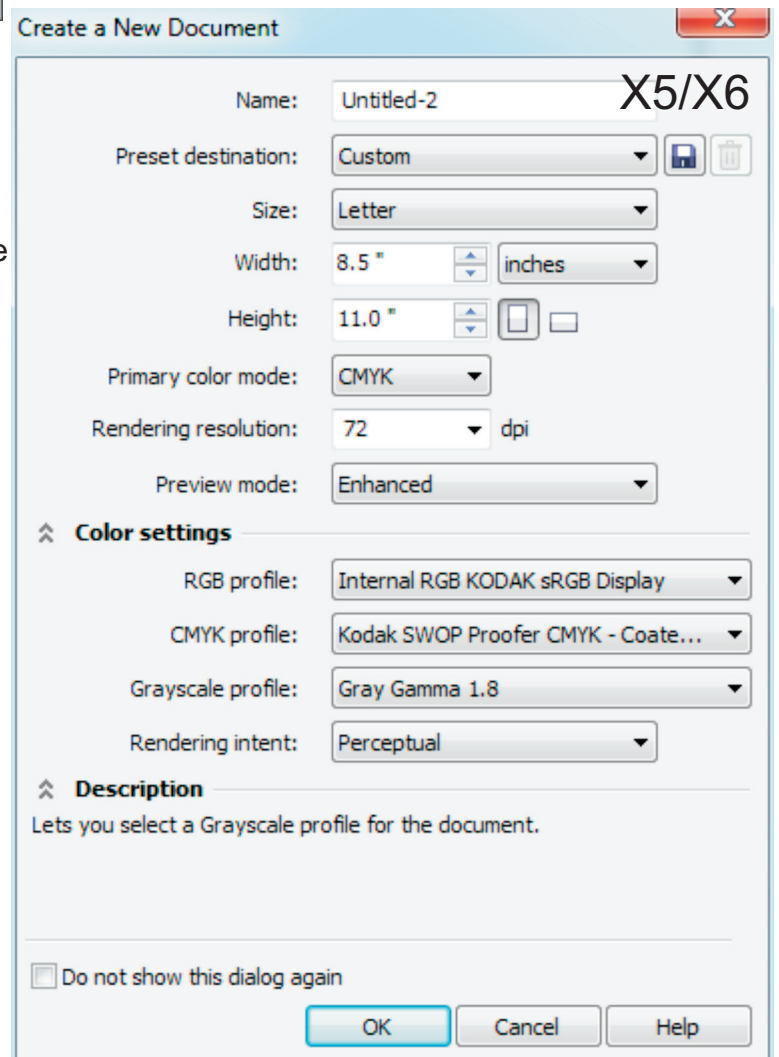 Create a New Document
X5/X6
Name: Untitled-2
Preset destination: Custom
Size: Letter
e
Width: 8.5 " inches
Height: 11.0 "
Primary color mode: CMYK
Rendering resolution: 72 dpi
Preview mode: Enhanced
Color settings
RGB profile: Internal RGB KODAK sRGB Display
CMYK profile: Kodak SWOP Proofer CMYK - Coate...
Grayscale profile: Gray Gamma 1.8
Rendering intent: Perceptual
Description
Lets you select a Grayscale profile for the document.
Do not show this dialog again
OK Cancel Help